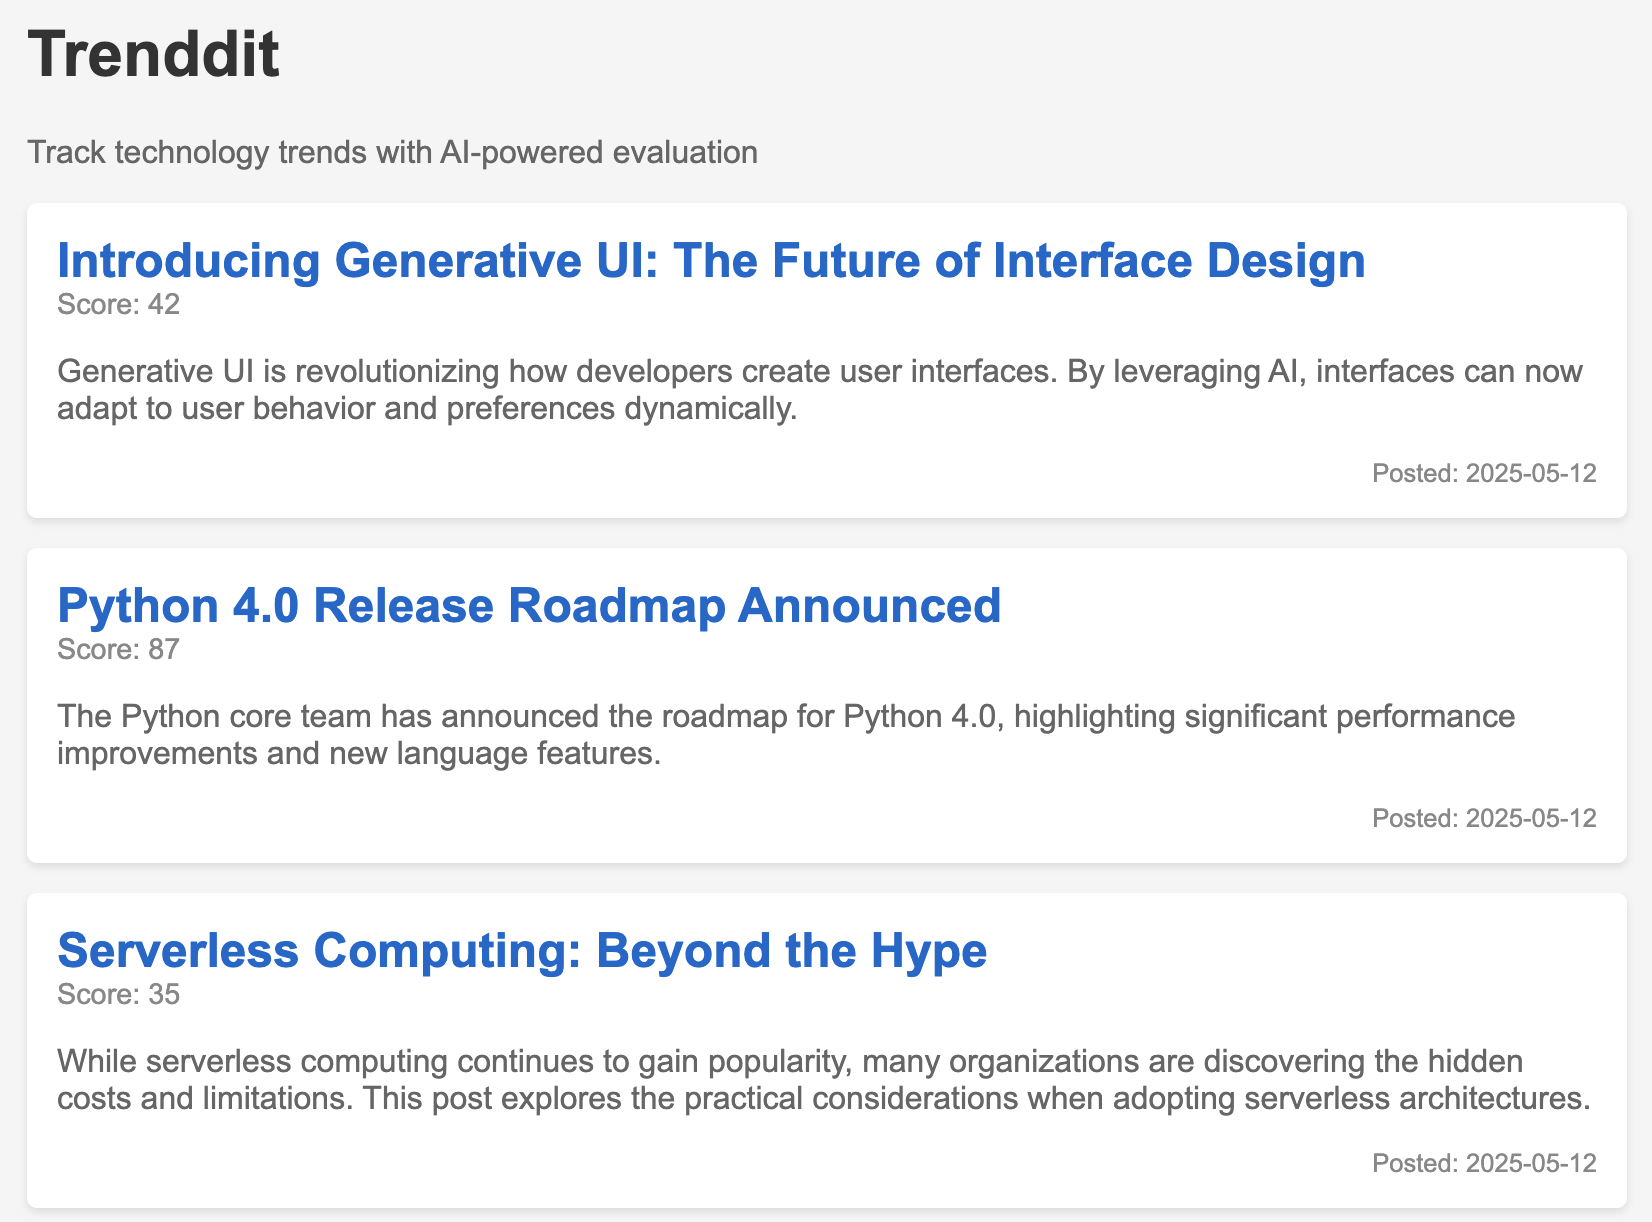 Trenddit
Track technology trends with AI-powered evaluation
Introducing Generative UI: The Future of Interface Design
Score: 42
Generative UI is revolutionizing how developers create user interfaces. By leveraging AI, interfaces can now
adapt to user behavior and preferences dynamically.
Posted: 2025-05-12
Python 4.0 Release Roadmap Announced
Score: 87
The Python core team has announced the roadmap for Python 4.0, highlighting significant performance
improvements and new language features.
Posted: 2025-05-12
Serverless Computing: Beyond the Hype
Score: 35
While serverless computing continues to gain popularity, many organizations are discovering the hidden
costs and limitations. This post explores the practical considerations when adopting serverless architectures.
Posted: 2025-05-12